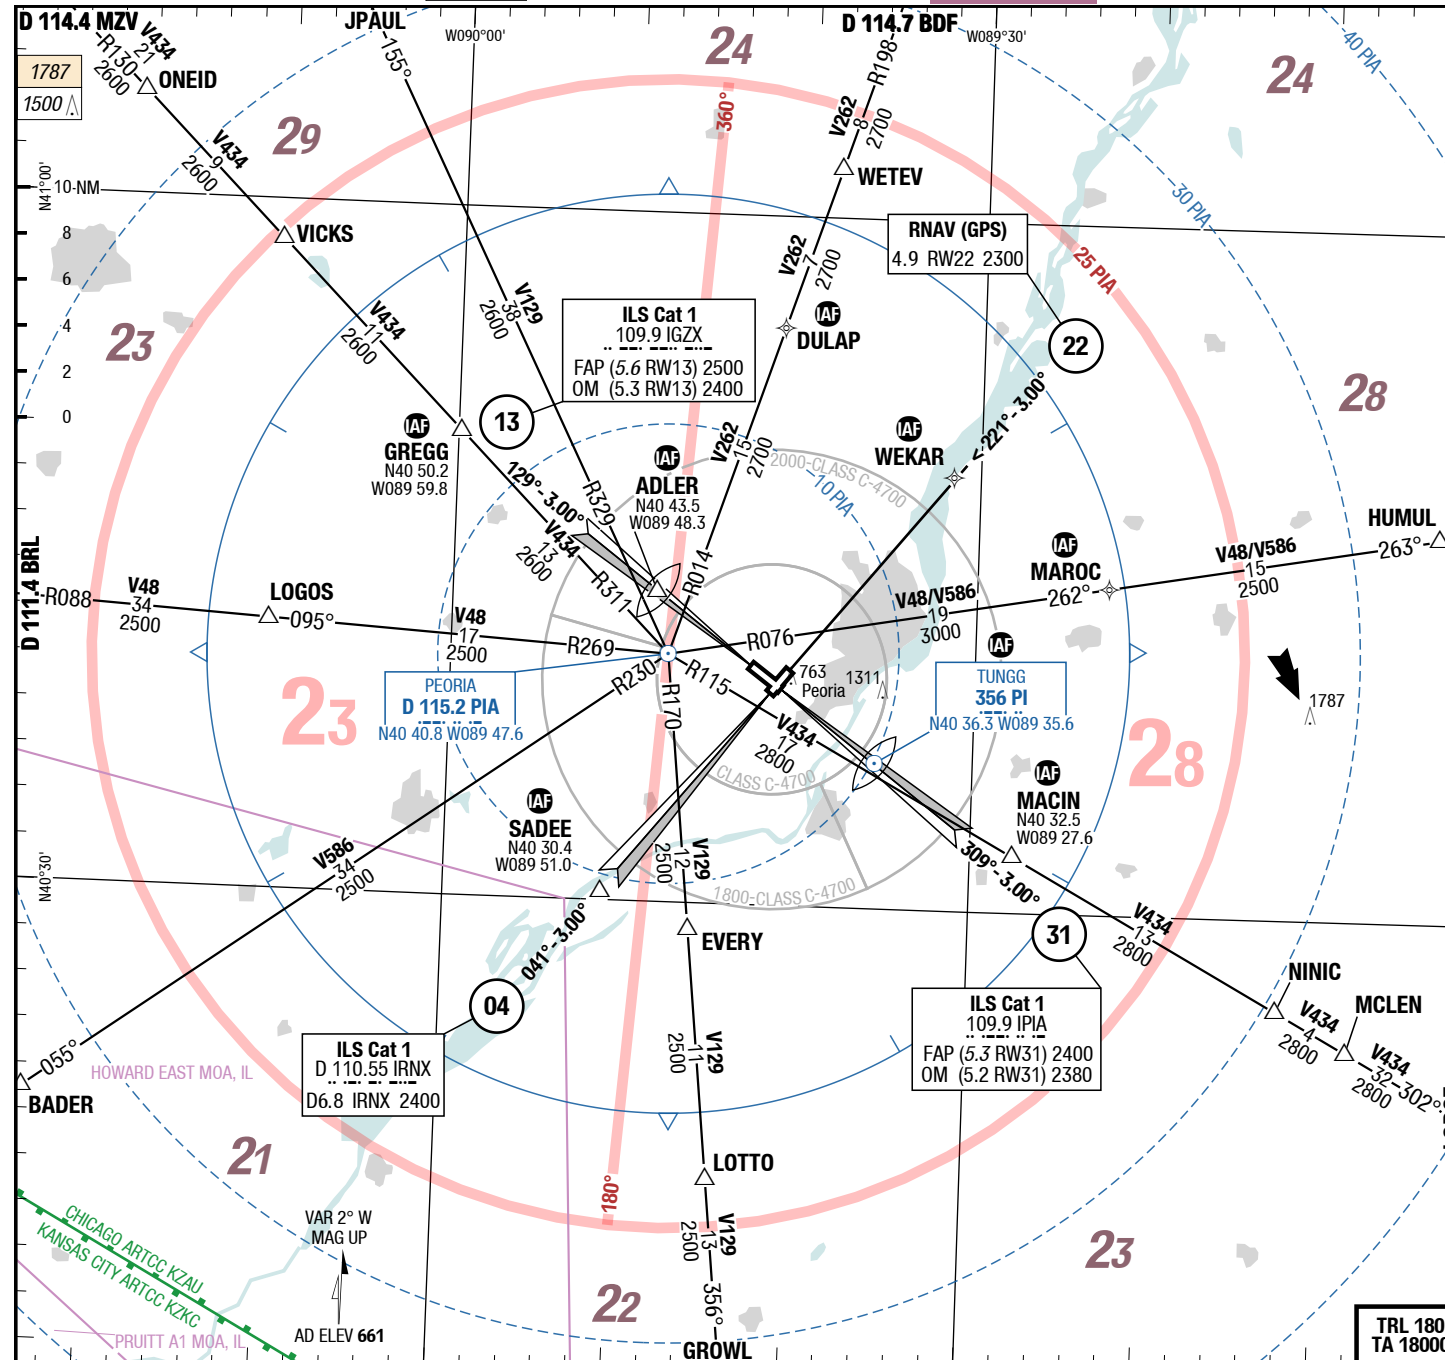 D 114.4 MZV
JPAUL
D 114.7 BDF
W090°00'
W089°30'
24
40 PIA
1787
1500
R130
V434
21
2600
ONEID
155°
R198
V262
8
2700
24
360°
29
V434
9
2600
WETEV
N41°00'
10-NM
8
6
4
2
0
30 PIA
VICKS
RNAV (GPS)
4.9 RW22 2300
25 PIA
V262
7
2700
V129
38
2600
ILS Cat 1
109.9 IGZX
FAP (5.6 RW13) 2500
OM (5.3 RW13) 2400
IAF
DULAP
22
23
V434
11
2600
28
<221°-3.00°
13
IAF
GREGG
N40 50.2
W089 59.8
V262
15
2700
IAF
WEKAR
2000-CLASS C-4700
10 PIA
IAF
ADLER
N40 43.5
W089 48.3
129°-3.00°
R329
V434
13
2600
R311
R014
HUMUL
263°
V48/V586
15
2500
IAF
MAROC
262°
D 111.4 BRL
R088
V48
34
2500
LOGOS
095°
V48
17
2500
R269
V48/V586
19
3000
R076
R230
R115
R170
763
Peoria
1311
IAF
TUNGG
356 PI
N40 36.3 W089 35.6
PEORIA
D 115.2 PIA
N40 40.8 W089 47.6
1787
23
28
V434
17
2800
CLASS C-4700
IAF
MACIN
N40 32.5
W089 27.6
IAF
SADEE
N40 30.4
W089 51.0
V586
34
2500
V129
12
2500
1800-CLASS C-4700
309°-3.00°
N40°30'
041°-3.00°
EVERY
31
V434
13
2800
NINIC
MCLEN
04
ILS Cat 1
109.9 IPIA
FAP (5.3 RW31) 2400
OM (5.2 RW31) 2380
V434
4
2800
V434
32
2800
302°
ILS Cat 1
D 110.55 IRNX
D6.8 IRNX 2400
V129
11
2500
055°
HOWARD EAST MOA, IL
BADER
21
LOTTO
180°
CHICAGO ARTCC KZAU
KANSAS CITY ARTCC KZKC
VAR 2° W
MAG UP
V129
13
2500
23
22
356°
PRUITT A1 MOA, IL
AD ELEV 661
GROWL
TRL 180
TA 18000